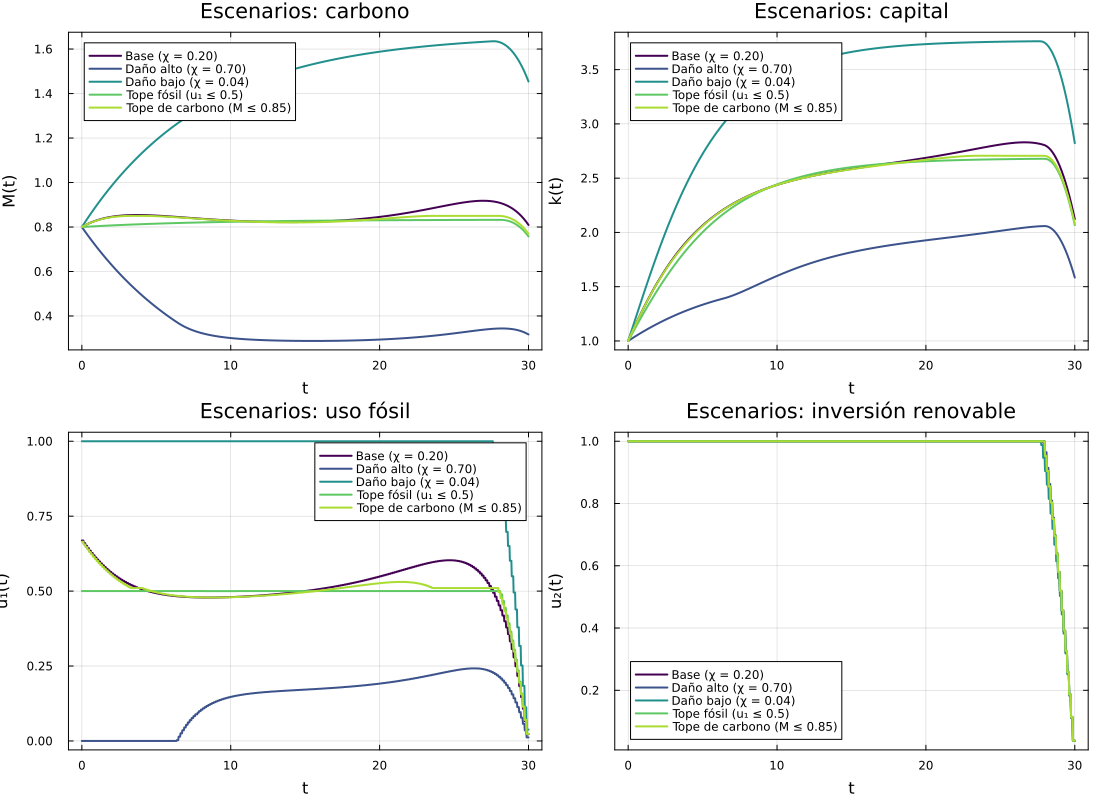 Escenarios: carbono
M(t)
1.6
1.4
1.2
1.0
0.8
0.6
0.4
Base (χ = 0.20)
Daño alto (χ = 0.70)
Daño bajo (χ = 0.04)
Tope fósil (u₁ ≤ 0.5)
Tope de carbono (M ≤ 0.85)
0
10
20
30
t
Escenarios: capital
k(t)
3.5
3.0
2.5
2.0
1.5
1.0
Base (χ = 0.20)
Daño alto (χ = 0.70)
Daño bajo (χ = 0.04)
Tope fósil (u₁ ≤ 0.5)
Tope de carbono (M ≤ 0.85)
0
10
20
30
t
Escenarios: uso fósil
u₁(t)
1.00
0.75
0.50
0.25
0.00
Base (χ = 0.20)
Daño alto (χ = 0.70)
Daño bajo (χ = 0.04)
Tope fósil (u₁ ≤ 0.5)
Tope de carbono (M ≤ 0.85)
0
10
20
30
t
Escenarios: inversión renovable
u₂(t)
1.0
0.8
0.6
0.4
0.2
Base (χ = 0.20)
Daño alto (χ = 0.70)
Daño bajo (χ = 0.04)
Tope fósil (u₁ ≤ 0.5)
Tope de carbono (M ≤ 0.85)
0
10
20
30
t